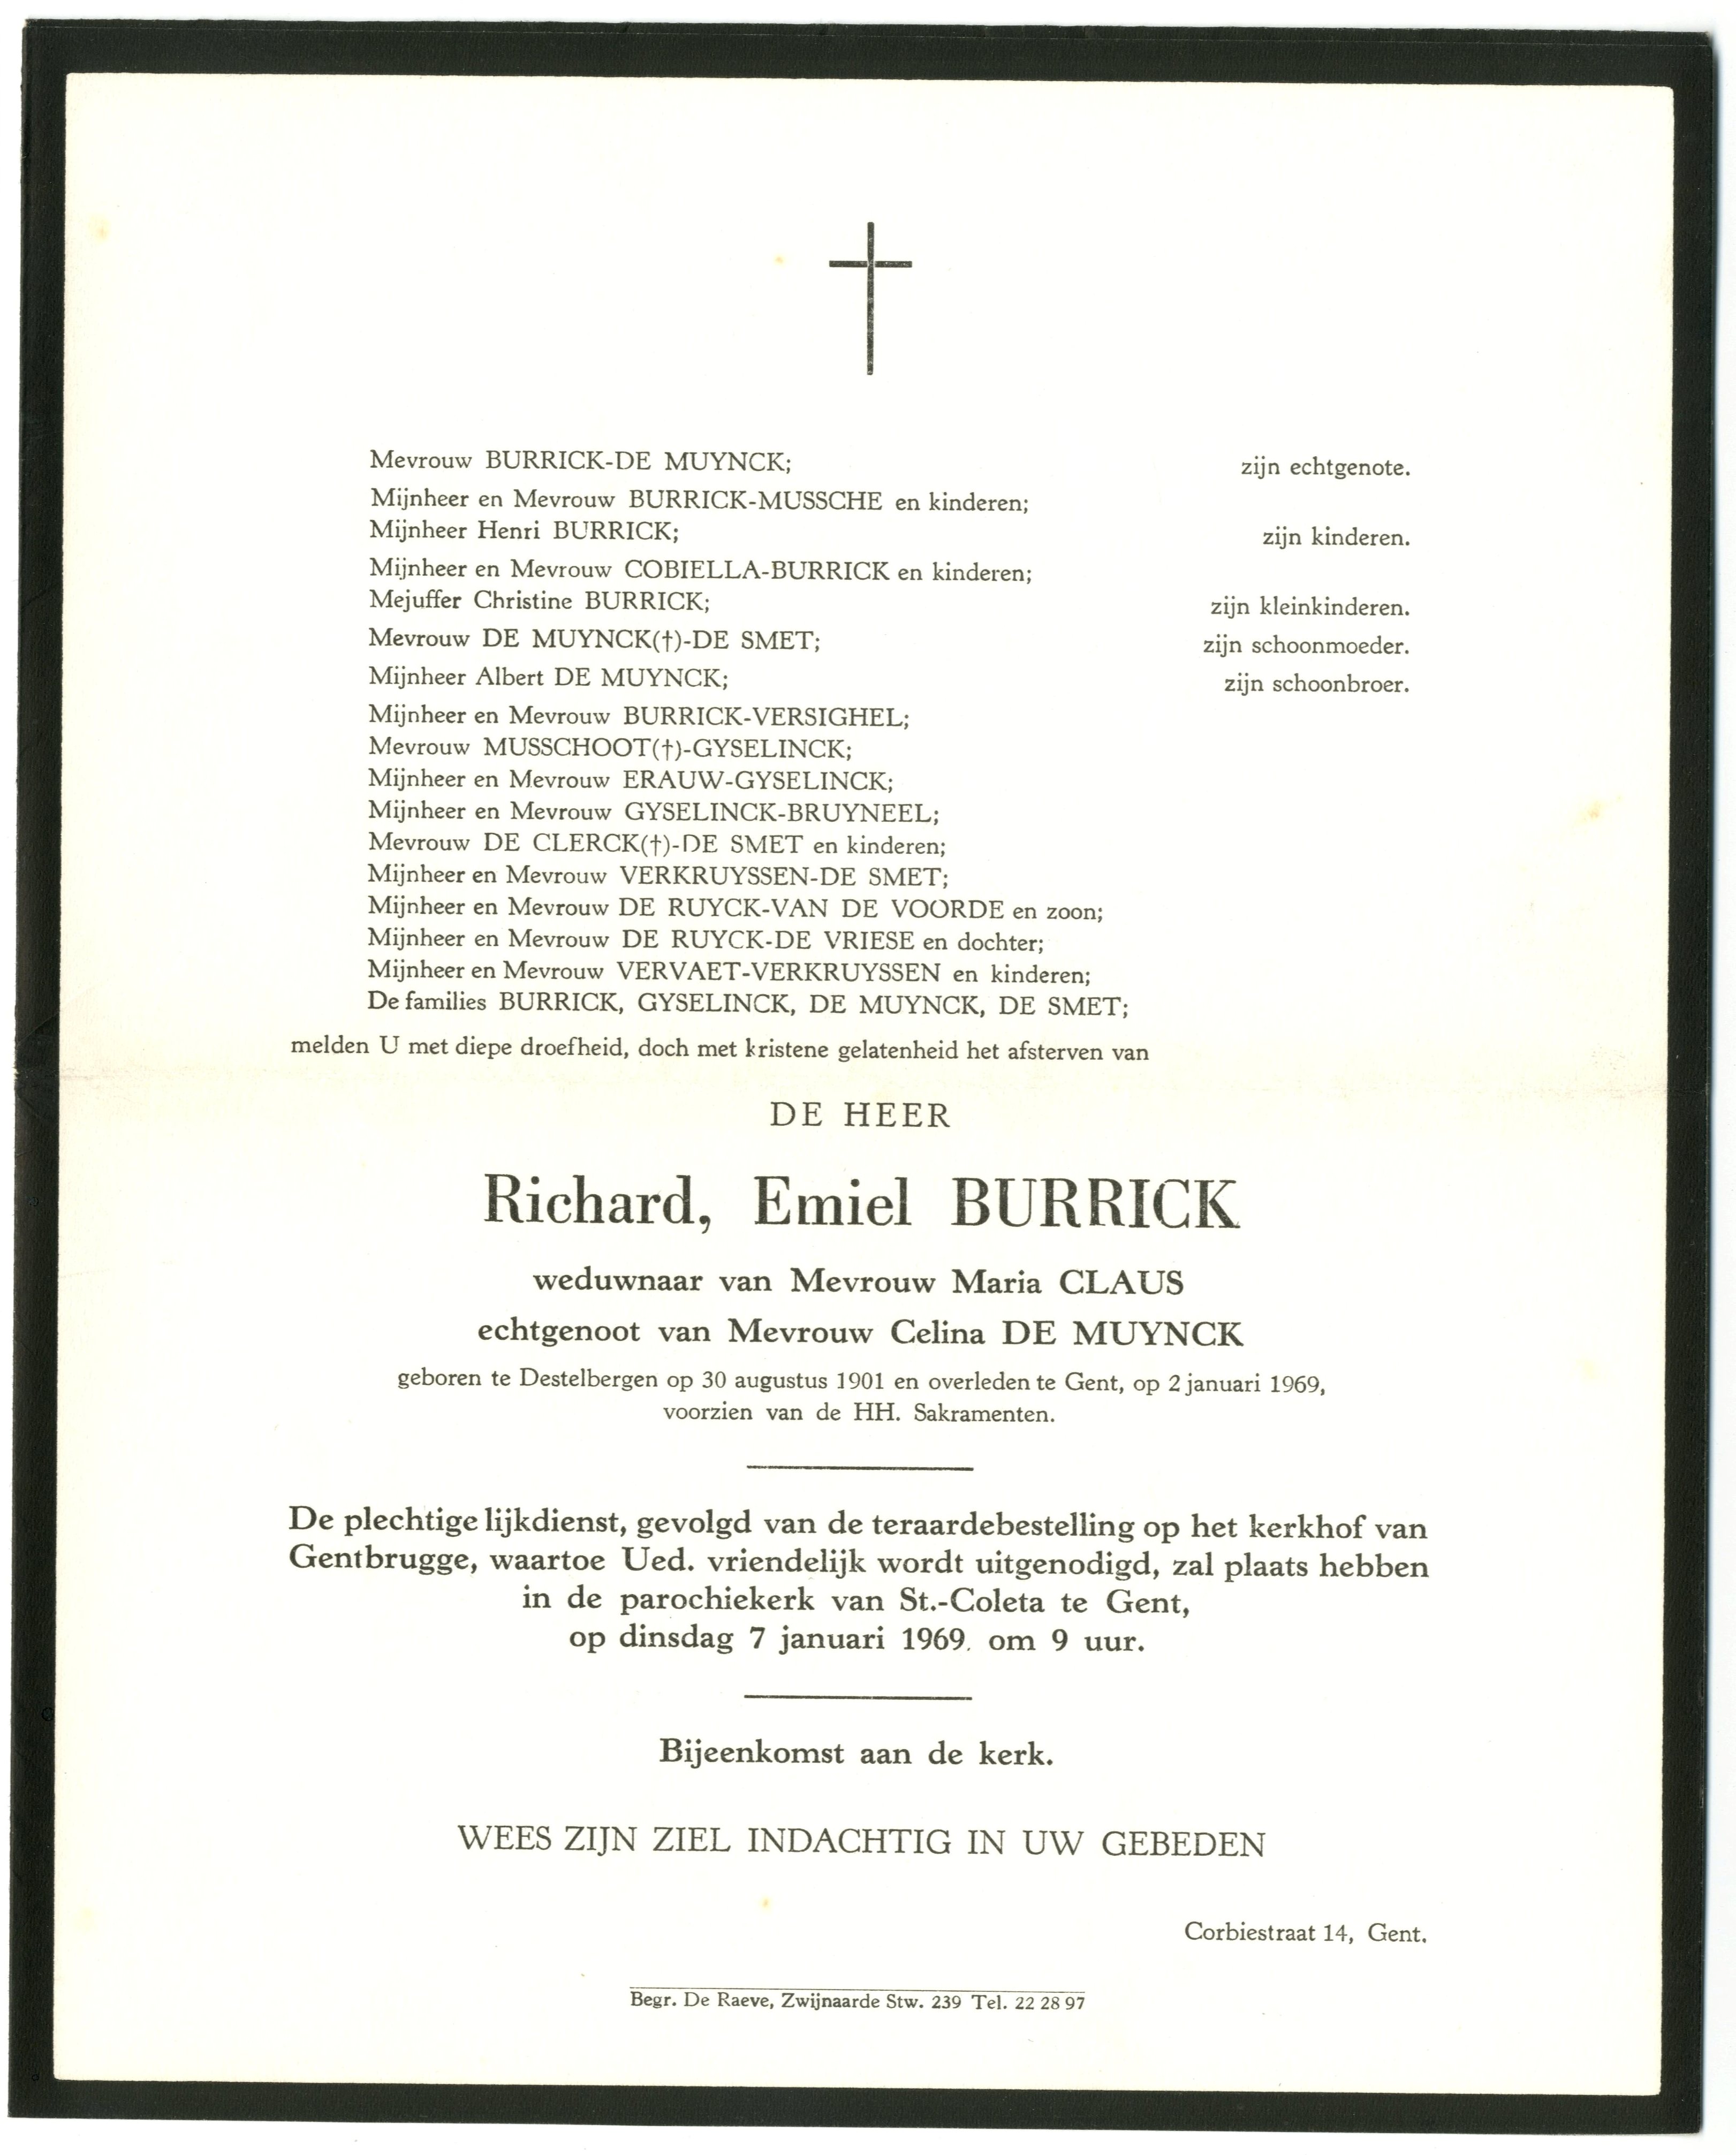 Mevrouw BURRICK-DE MUYNCK; zijn echtgenote.
Mijnheer en Mevrouw BURRICK-MUSSCHE en kinderen;
Mijnheer Henri BURRICK; zijn kinderen.
Mijnheer en Mevrouw COBIELLA-BURRICK en kinderen;
Mejuffer Christine BURRICK; zijn kleinkinderen.
Mevrouw DE MUYNCK(†)-DE SMET; zijn schoonmoeder.
Mijnheer Albert DE MUYNCK; zijn schoonbroer.
Mijnheer en Mevrouw BURRICK-VERSIGHEL;
Mevrouw MUSSCHOOT(†)-GYSELINCK;
Mijnheer en Mevrouw ERAUW-GYSELINCK;
Mijnheer en Mevrouw GYSELINCK-BRUYNEEL;
Mevrouw DE CLERCK(†)-DE SMET en kinderen;
Mijnheer en Mevrouw VERKRUYSSEN-DE SMET;
Mijnheer en Mevrouw DE RUYCK-VAN DE VOORDE en zoon;
Mijnheer en Mevrouw DE RUYCK-DE VRIESE en dochter;
Mijnheer en Mevrouw VERVAET-VERKRUYSSEN en kinderen;
De families BURRICK, GYSELINCK, DE MUYNCK, DE SMET;
melden U met diepe droefheid, doch met kristene gelatenheid het afsterven van
DE HEER
Richard, Emiel BURRICK
weduwnaar van Mevrouw Maria CLAUS
echtgenoot van Mevrouw Celina DE MUYNCK
geboren te Destelbergen op 30 augustus 1901 en overleden te Gent, op 2 januari 1969,
voorzien van de HH. Sakramenten.
De plechtige lijkdienst, gevolgd van de teraardebestelling op het kerkhof van
Gentbrugge, waartoe Ued. vriendelijk wordt uitgenodigd, zal plaats hebben
in de parochiekerk van St.-Coleta te Gent,
op dinsdag 7 januari 1969. om 9 uur.
Bijeenkomst aan de kerk.
WEES ZIJN ZIEL INDACHTIG IN UW GEBEDEN
Corbiestraat 14, Gent.
Begr. De Raeve, Zwijnaarde Stw. 239 Tel. 22 28 97